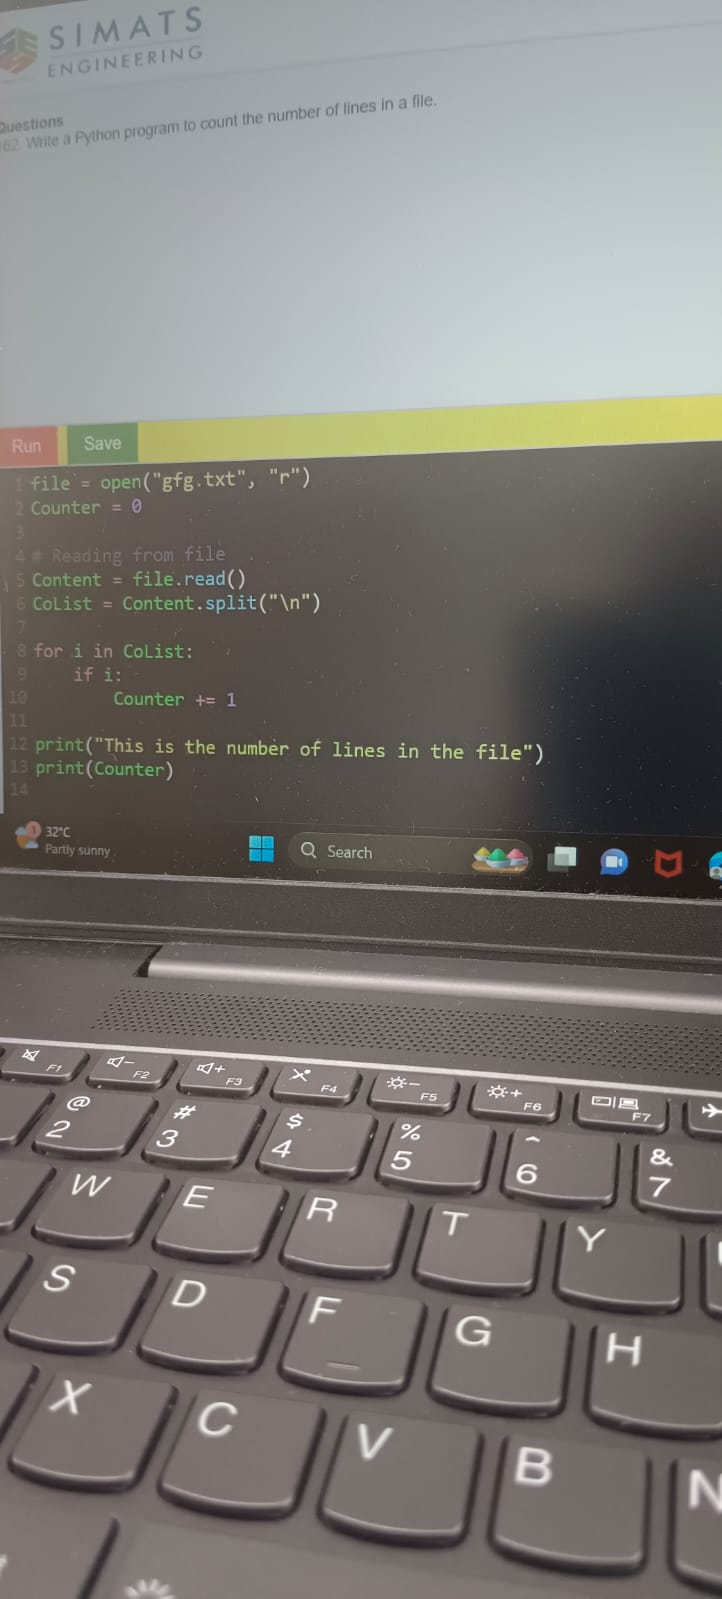 SIMATS
ENGINEERING
Questions
162. Write a Python program to count the number of lines in a file.
Run Save
1 file = open("gfg.txt", "r")
2 Counter = 0
3
4 # Reading from file
5 Content = file.read()
6 CoList = Content.split("\n")
7
8 for i in CoList:
9 if i:
10 Counter += 1
11
12 print("This is the number of lines in the file")
13 print(Counter)
14
1
32°C
Partly sunny
Search
F1 F2 F3 F4 F5 F6 F7
@ # $ % ^ &
2 3 4 5 6 7
W E R T Y
S D F G H
X C V B N